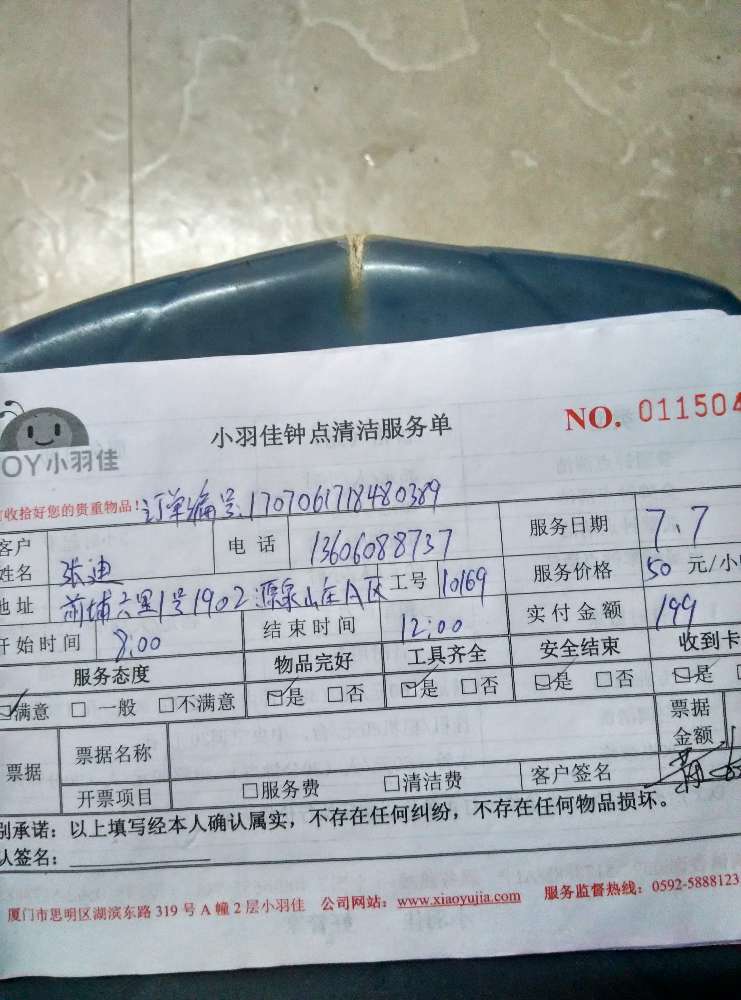 小羽佳钟点清洁服务单
NO. 011504
OY小羽佳
收拾好您的贵重物品! 订单编号:1707061718480389
客户姓名 张迪 电话 13606088737 服务日期 7、7
地址 前埔六里1号1902源泉山庄A区 工号 10169 服务价格 50 元/小
开始时间 8:00 结束时间 12:00 实付金额 199
服务态度 物品完好 工具齐全 安全结束 收到卡
☑满意 □一般 □不满意 ☑是 □否 ☑是 □否 ☑是 □否 ☑是
票据 票据名称 票据金额
开票项目 □服务费 □清洁费 客户签名
别承诺:以上填写经本人确认属实,不存在任何纠纷,不存在任何物品损坏。
认签名:
厦门市思明区湖滨东路 319 号 A 幢 2 层小羽佳 公司网站:www.xiaoyujia.com 服务监督热线:0592-5888123